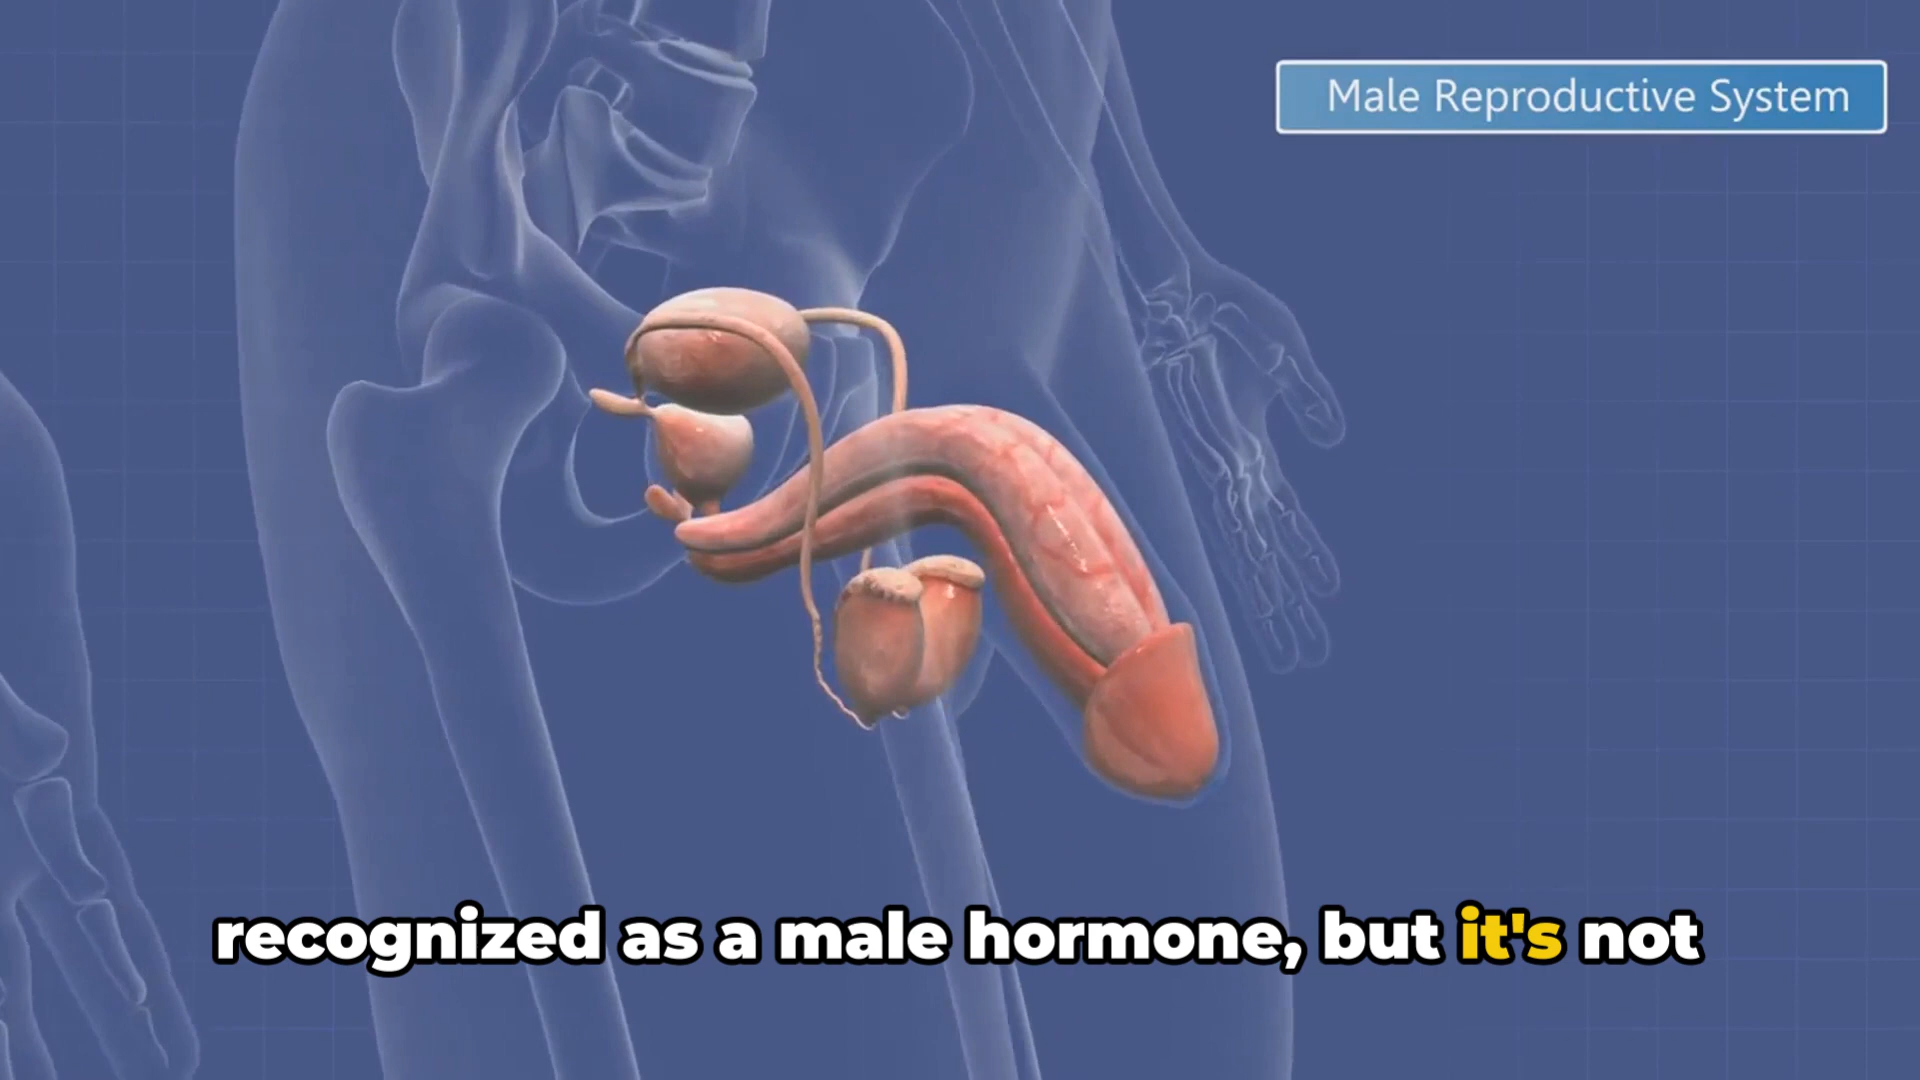 Male Reproductive System
recognized as a male hormone, but it's not